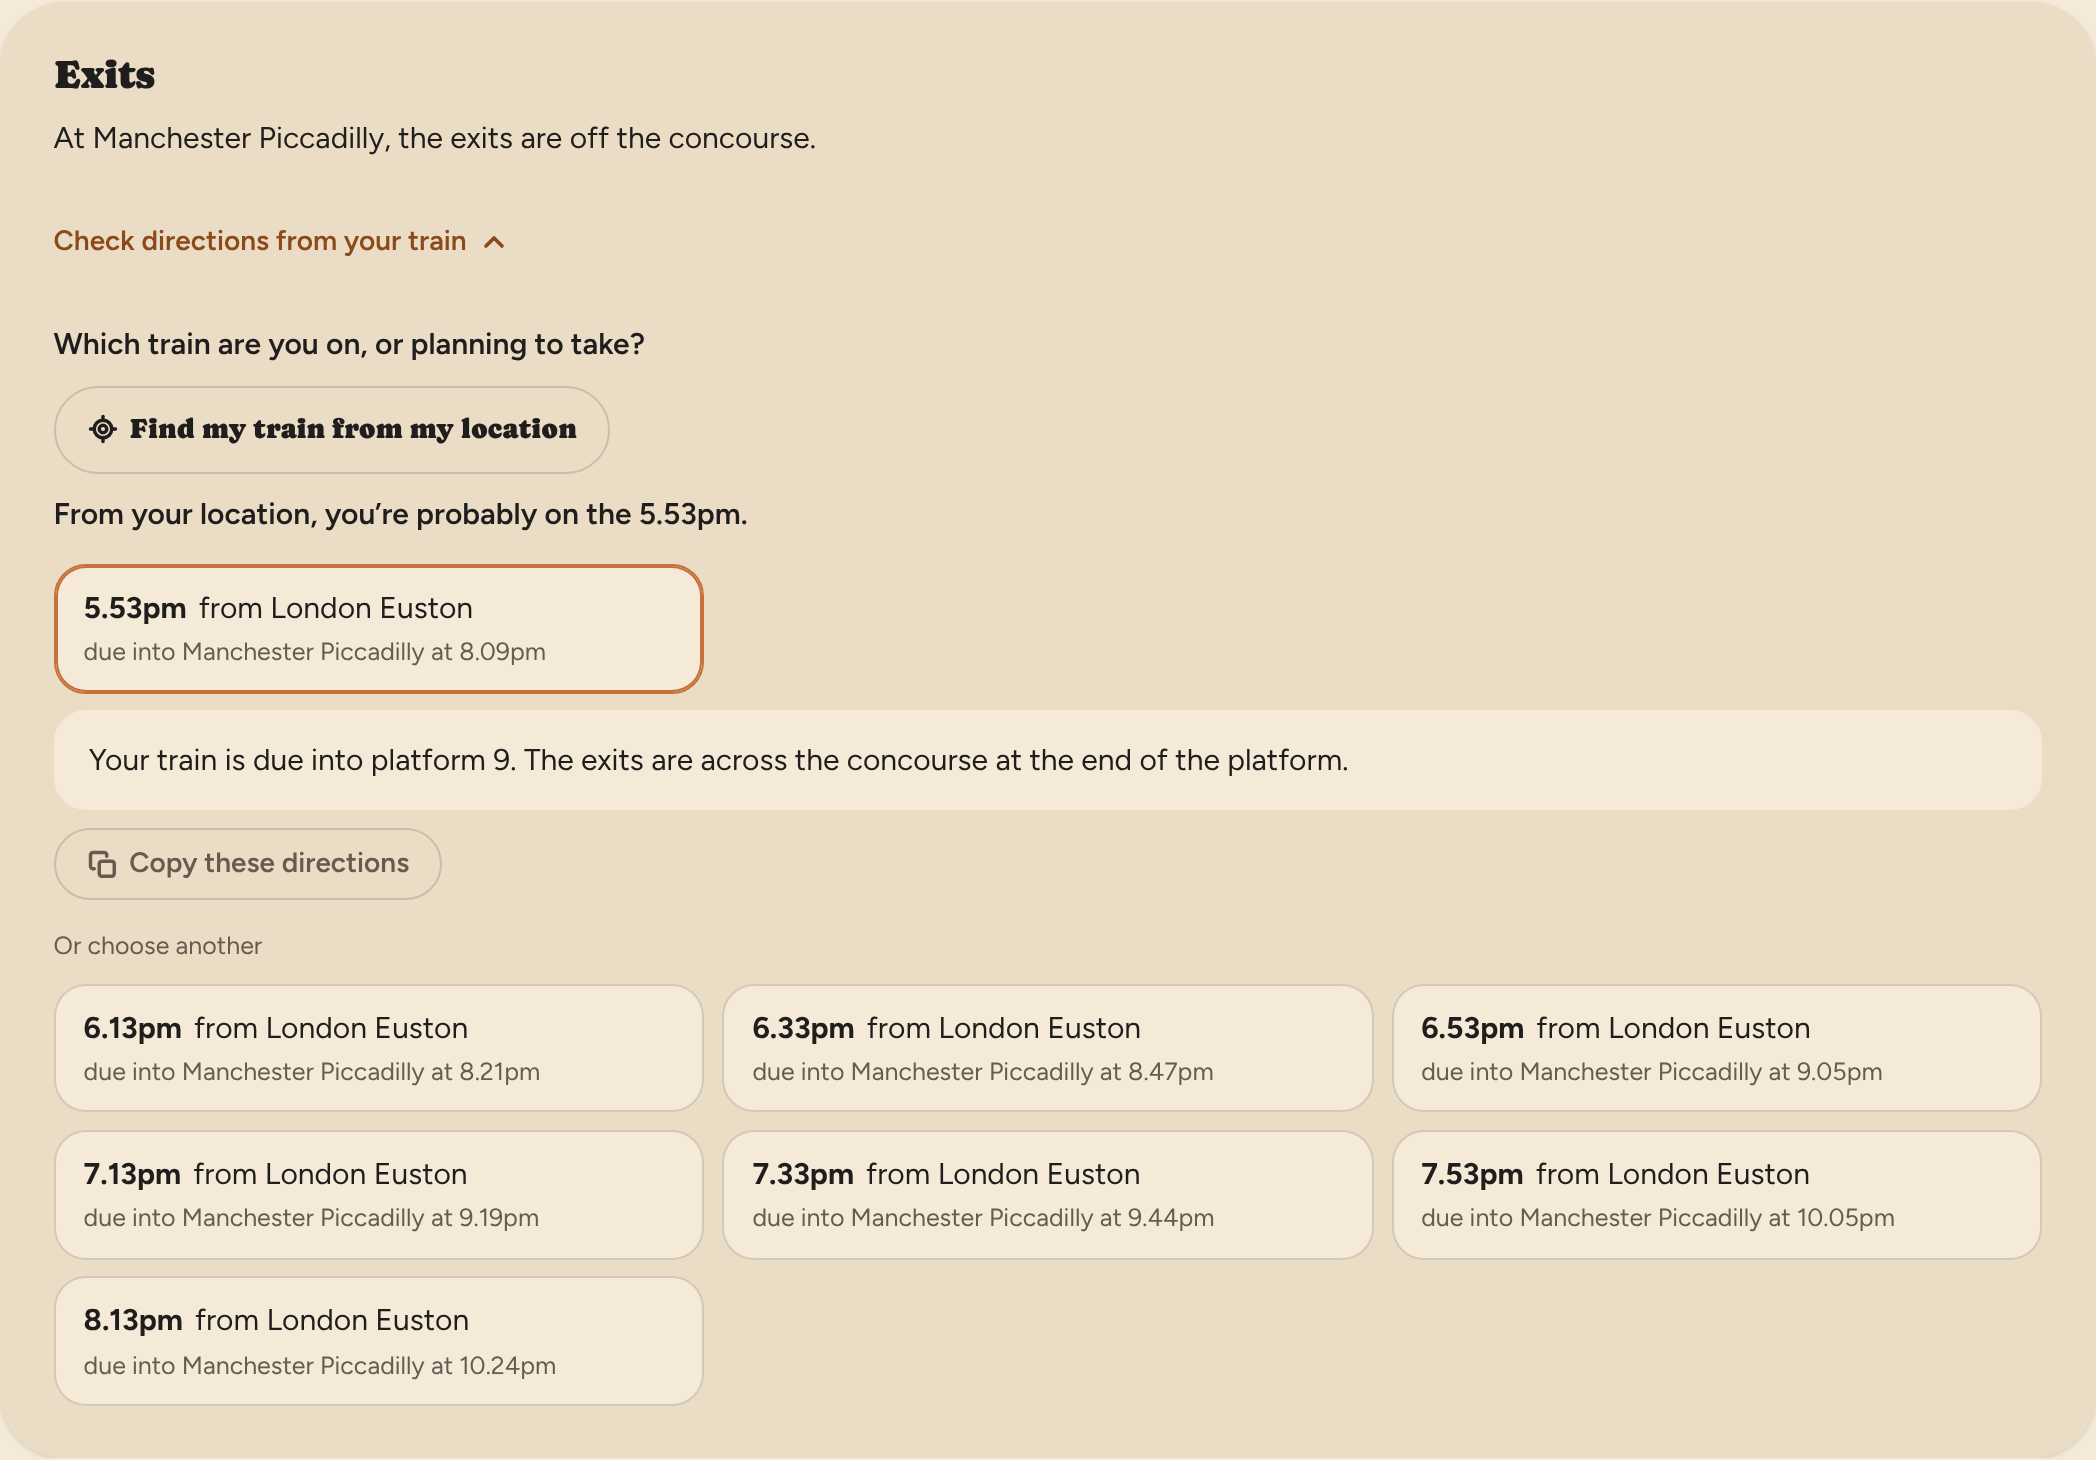 Exits
At Manchester Piccadilly, the exits are off the concourse.
Check directions from your train
Which train are you on, or planning to take?
Find my train from my location
From your location, you’re probably on the 5.53pm.
5.53pm from London Euston
due into Manchester Piccadilly at 8.09pm
Your train is due into platform 9. The exits are across the concourse at the end of the platform.
Copy these directions
Or choose another
6.13pm from London Euston
due into Manchester Piccadilly at 8.21pm
6.33pm from London Euston
due into Manchester Piccadilly at 8.47pm
6.53pm from London Euston
due into Manchester Piccadilly at 9.05pm
7.13pm from London Euston
due into Manchester Piccadilly at 9.19pm
7.33pm from London Euston
due into Manchester Piccadilly at 9.44pm
7.53pm from London Euston
due into Manchester Piccadilly at 10.05pm
8.13pm from London Euston
due into Manchester Piccadilly at 10.24pm